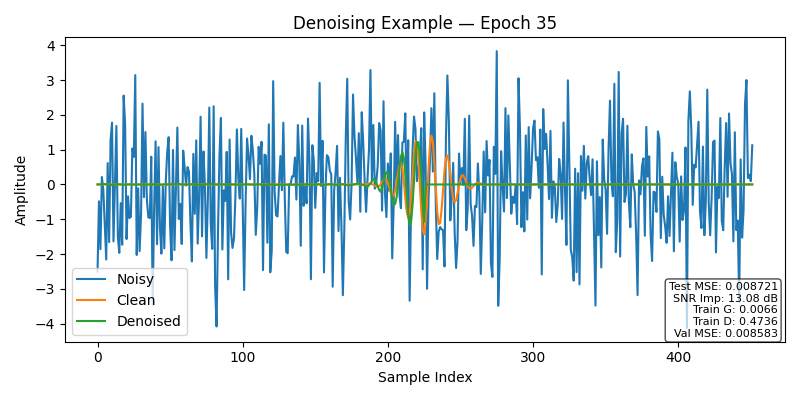 Denoising Example — Epoch 35
Amplitude
4
3
2
1
0
−1
−2
−3
−4
Noisy
Clean
Denoised
Test MSE: 0.008721
SNR Imp: 13.08 dB
Train G: 0.0066
Train D: 0.4736
Val MSE: 0.008583
0 100 200 300 400
Sample Index